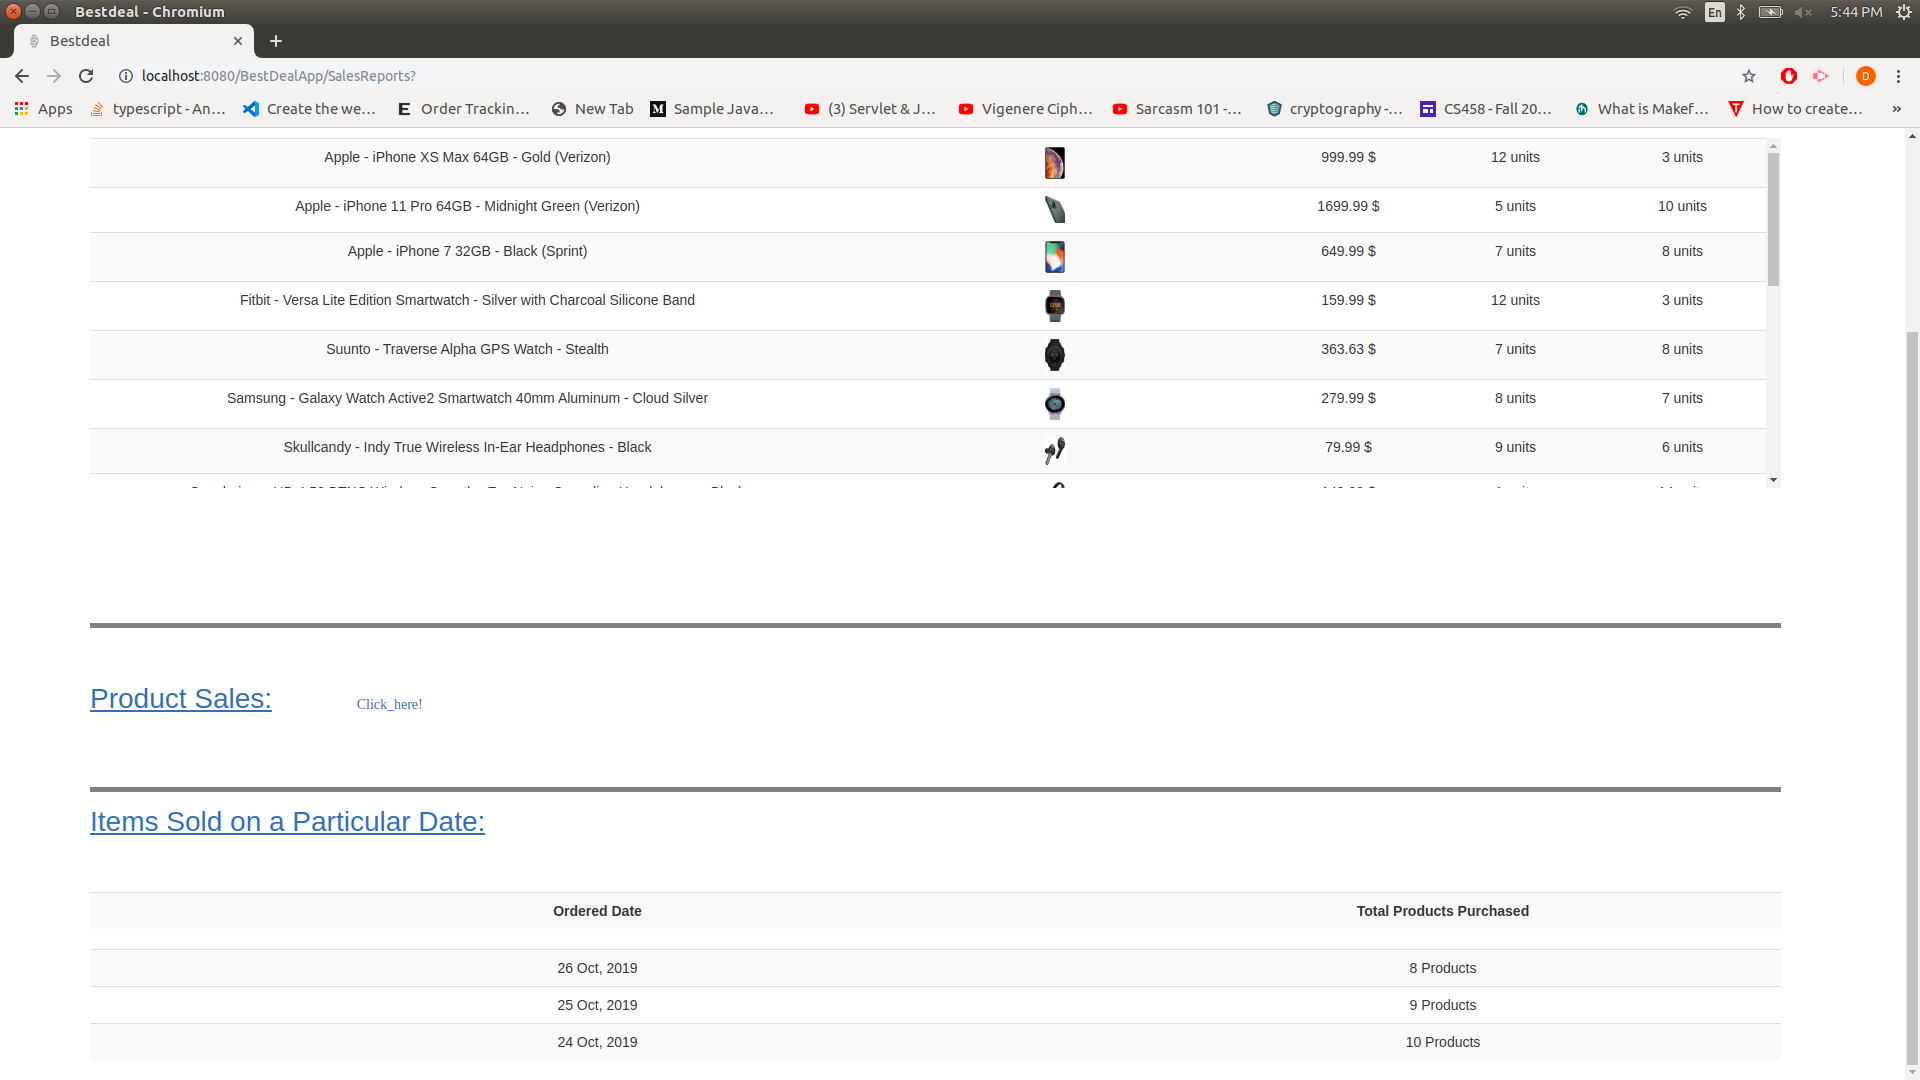 Bestdeal - Chromium
En
5:44 PM
Bestdeal
localhost:8080/BestDealApp/SalesReports?
D
Apps
typescript - An...
Create the we...
E
Order Trackin...
New Tab
M
Sample Java...
(3) Servlet & J...
Vigenere Ciph...
Sarcasm 101 -...
cryptography -...
CS458 - Fall 20...
What is Makef...
How to create...
»
Apple - iPhone XS Max 64GB - Gold (Verizon) 999.99 $ 12 units 3 units
Apple - iPhone 11 Pro 64GB - Midnight Green (Verizon) 1699.99 $ 5 units 10 units
Apple - iPhone 7 32GB - Black (Sprint) 649.99 $ 7 units 8 units
Fitbit - Versa Lite Edition Smartwatch - Silver with Charcoal Silicone Band 159.99 $ 12 units 3 units
Suunto - Traverse Alpha GPS Watch - Stealth 363.63 $ 7 units 8 units
Samsung - Galaxy Watch Active2 Smartwatch 40mm Aluminum - Cloud Silver 279.99 $ 8 units 7 units
Skullcandy - Indy True Wireless In-Ear Headphones - Black 79.99 $ 9 units 6 units
Product Sales: Click_here!
Items Sold on a Particular Date:
Ordered Date Total Products Purchased
26 Oct, 2019 8 Products
25 Oct, 2019 9 Products
24 Oct, 2019 10 Products